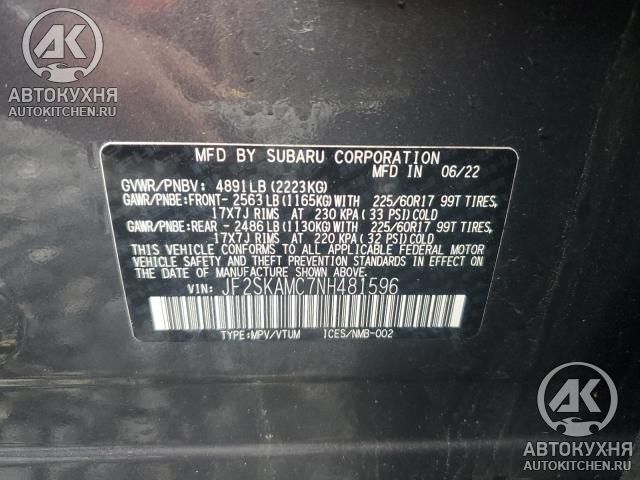 AK
АВТОКУХНЯ
AUTOKITCHEN.RU
MFD BY SUBARU CORPORATION
GVWR/PNBV: 4891LB (2223KG) MFD IN 06/22
GAWR/PNBE:FRONT- 2563LB (1165KG)WITH 225/60R17 99T TIRES,
17X7J RIMS AT 230 KPA (33 PSI)COLD
GAWR/PNBE:REAR - 2486LB (1130KG)WITH 225/60R17 99T TIRES,
17X7J RIMS AT 220 KPA (32 PSI)COLD
THIS VEHICLE CONFORMS TO ALL APPLICABLE FEDERAL MOTOR
VEHICLE SAFETY, BUMPER, AND THEFT PREVENTION STANDARDS
IN EFFECT ON THE DATE OF MANUFACTURE SHOWN ABOVE.
VIN: JF2SKAMC7NH481596
TYPE:MPV/VTUM ICES/NMB-002
AK
АВТОКУХНЯ
AUTOKITCHEN.RU